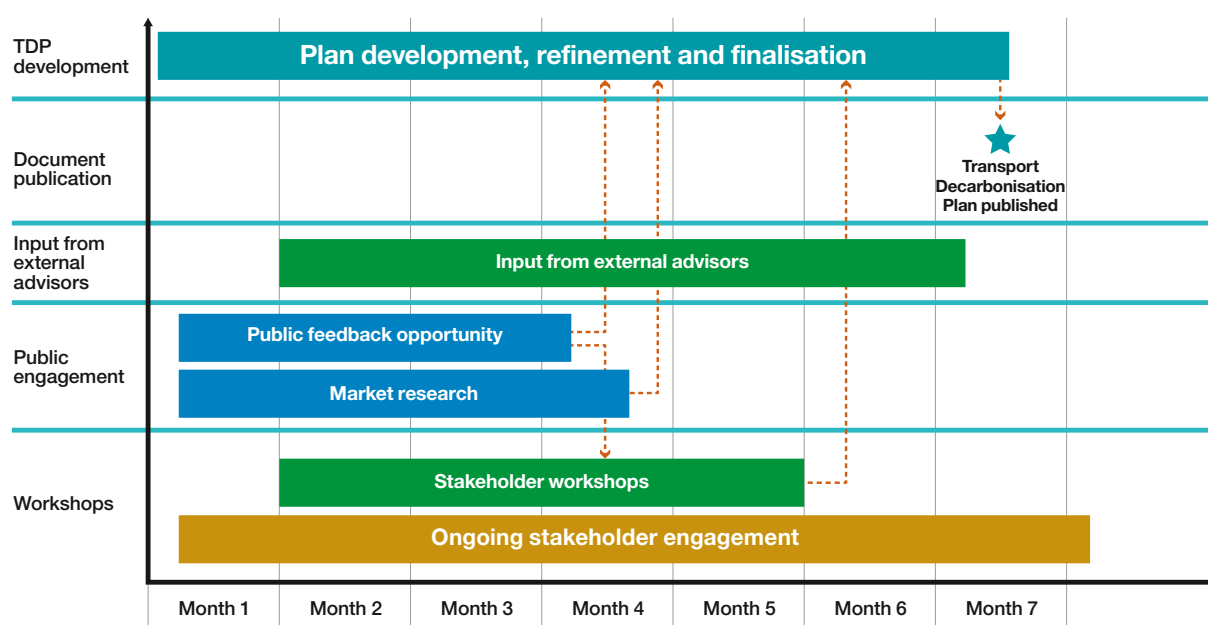 TDP
development
Plan development, refinement and finalisation
Document
publication
Transport
Decarbonisation
Plan published
Input from
external
advisors
Input from external advisors
Public
engagement
Public feedback opportunity
Market research
Workshops
Stakeholder workshops
Ongoing stakeholder engagement
Month 1
Month 2
Month 3
Month 4
Month 5
Month 6
Month 7